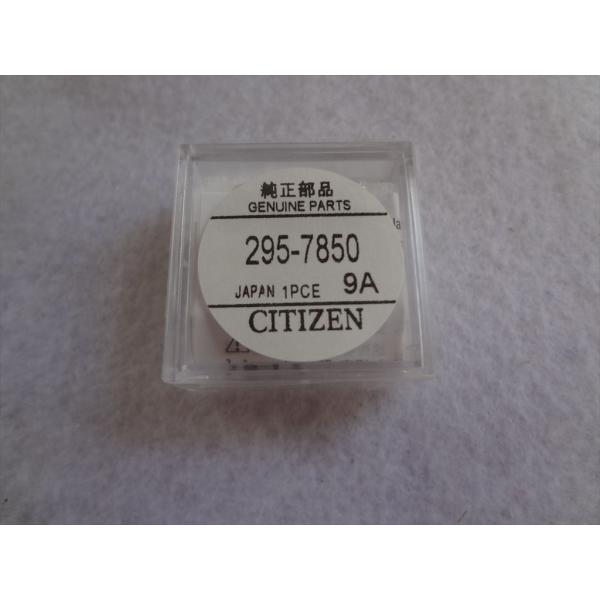 純正部品
GENUINE PARTS
295-7850
JAPAN 1PCE 9A
CITIZEN